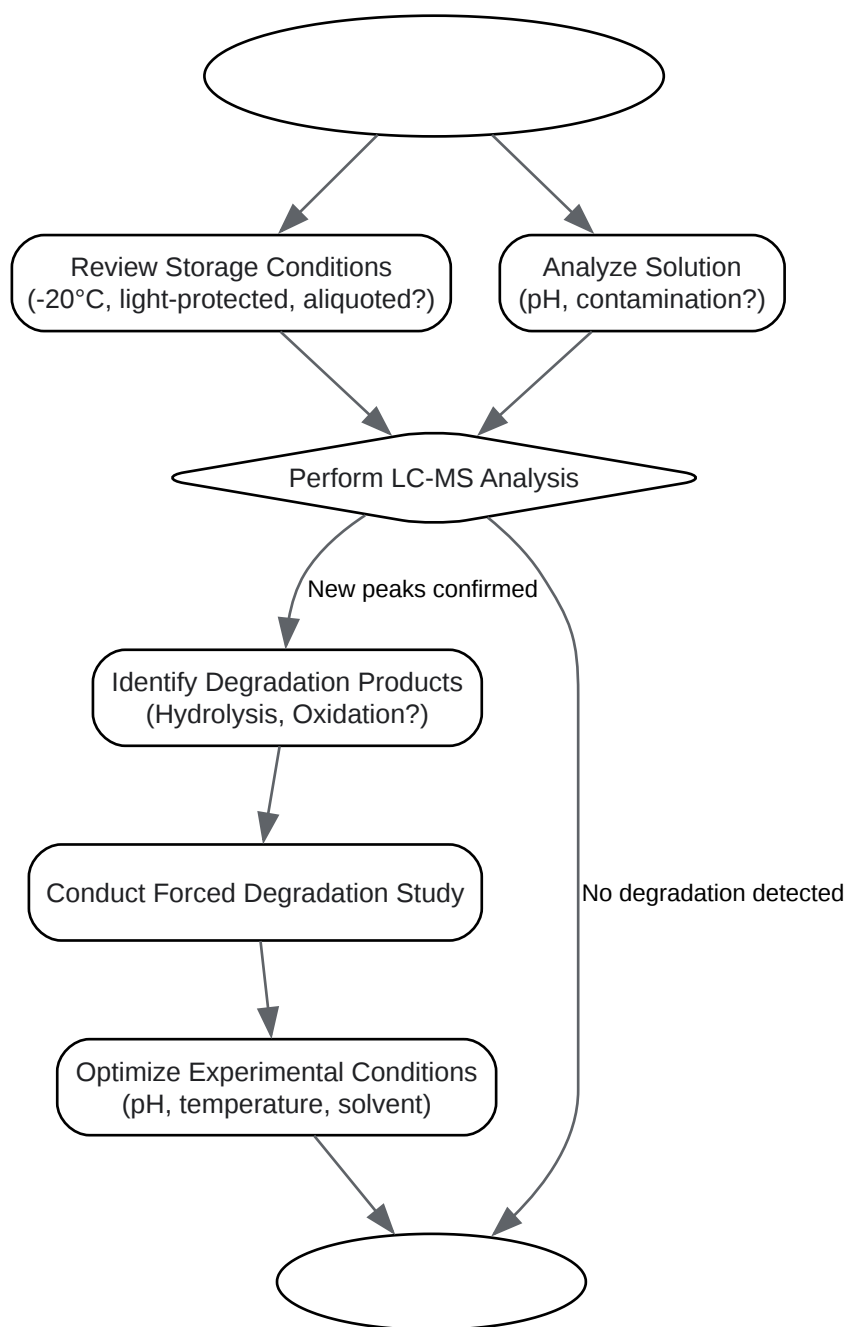 Review Storage Conditions
(-20°C, light-protected, aliquoted?)
Analyze Solution
(pH, contamination?)
Perform LC-MS Analysis
New peaks confirmed
Identify Degradation Products
(Hydrolysis, Oxidation?)
Conduct Forced Degradation Study
No degradation detected
Optimize Experimental Conditions
(pH, temperature, solvent)